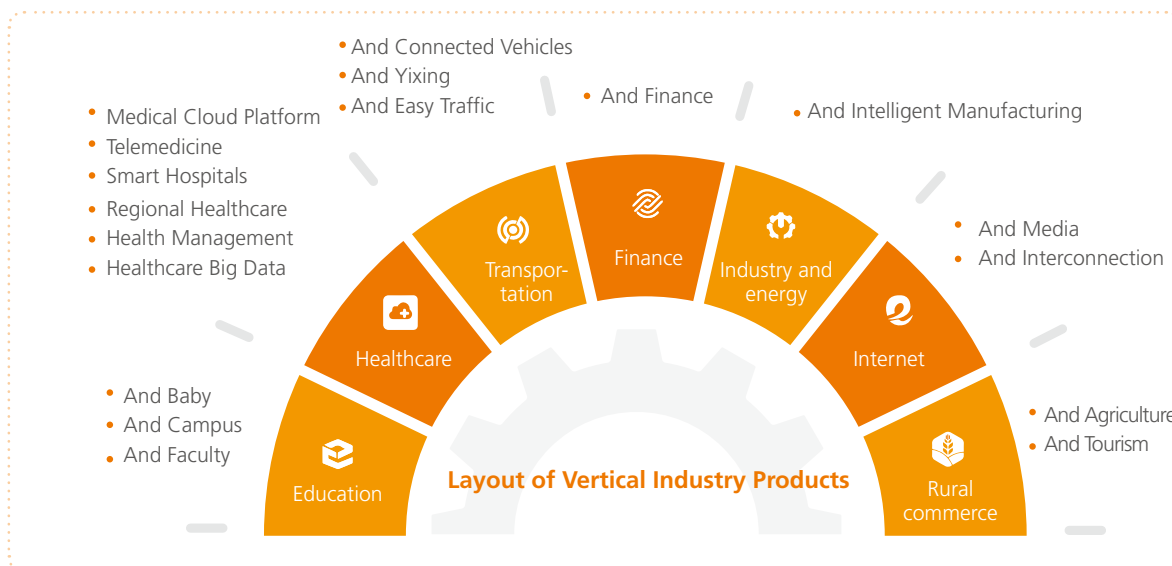 And Connected Vehicles
And Yixing
And Easy Traffic
And Finance
And Intelligent Manufacturing
Medical Cloud Platform
Telemedicine
Smart Hospitals
Regional Healthcare
Health Management
Healthcare Big Data
And Media
And Interconnection
And Baby
And Campus
And Faculty
And Agriculture
And Tourism
Education
Healthcare
Transpor-
tation
Finance
Industry and
energy
Internet
Rural
commerce
Layout of Vertical Industry Products